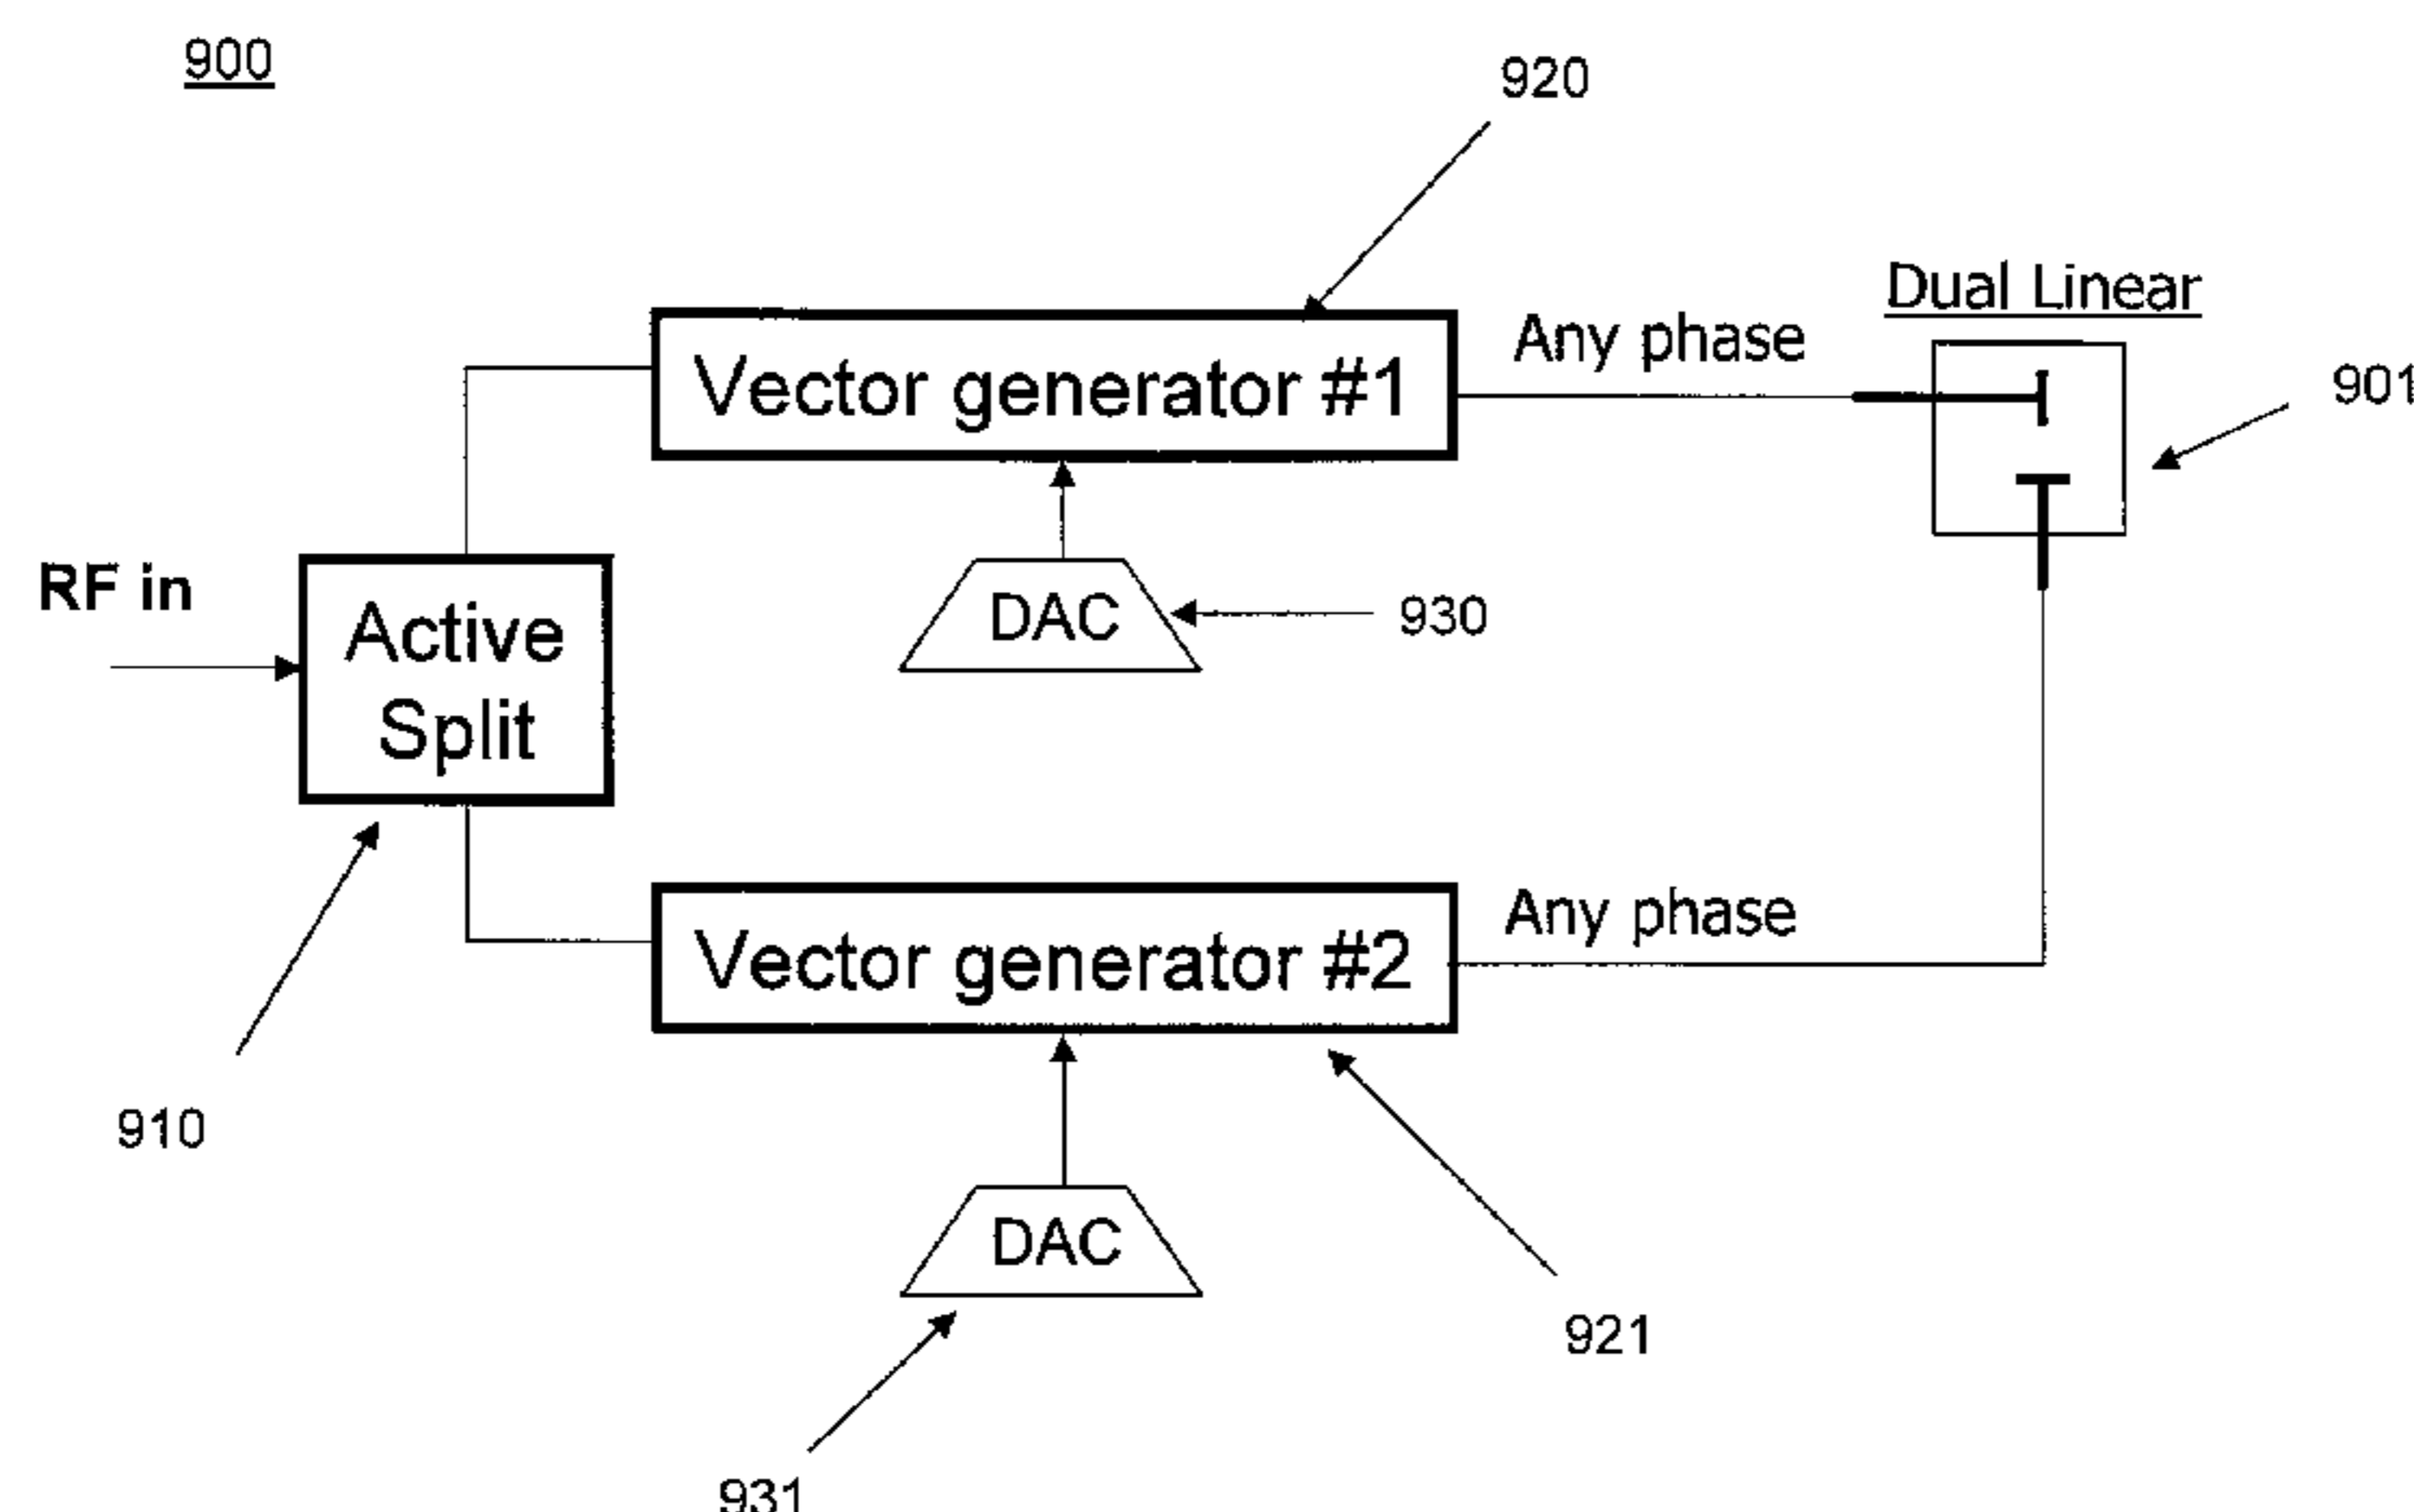 900
920
Dual Linear
Any phase
901
Vector generator #1
RF in
Active
Split
DAC
930
Any phase
Vector generator #2
910
DAC
921
931